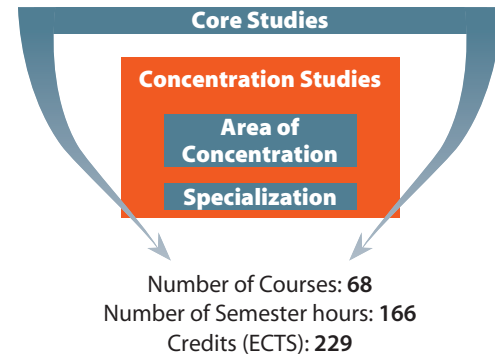 Core Studies
Concentration Studies
Area of
Concentration
Specialization
Number of Courses: 68
Number of Semester hours: 166
Credits (ECTS): 229